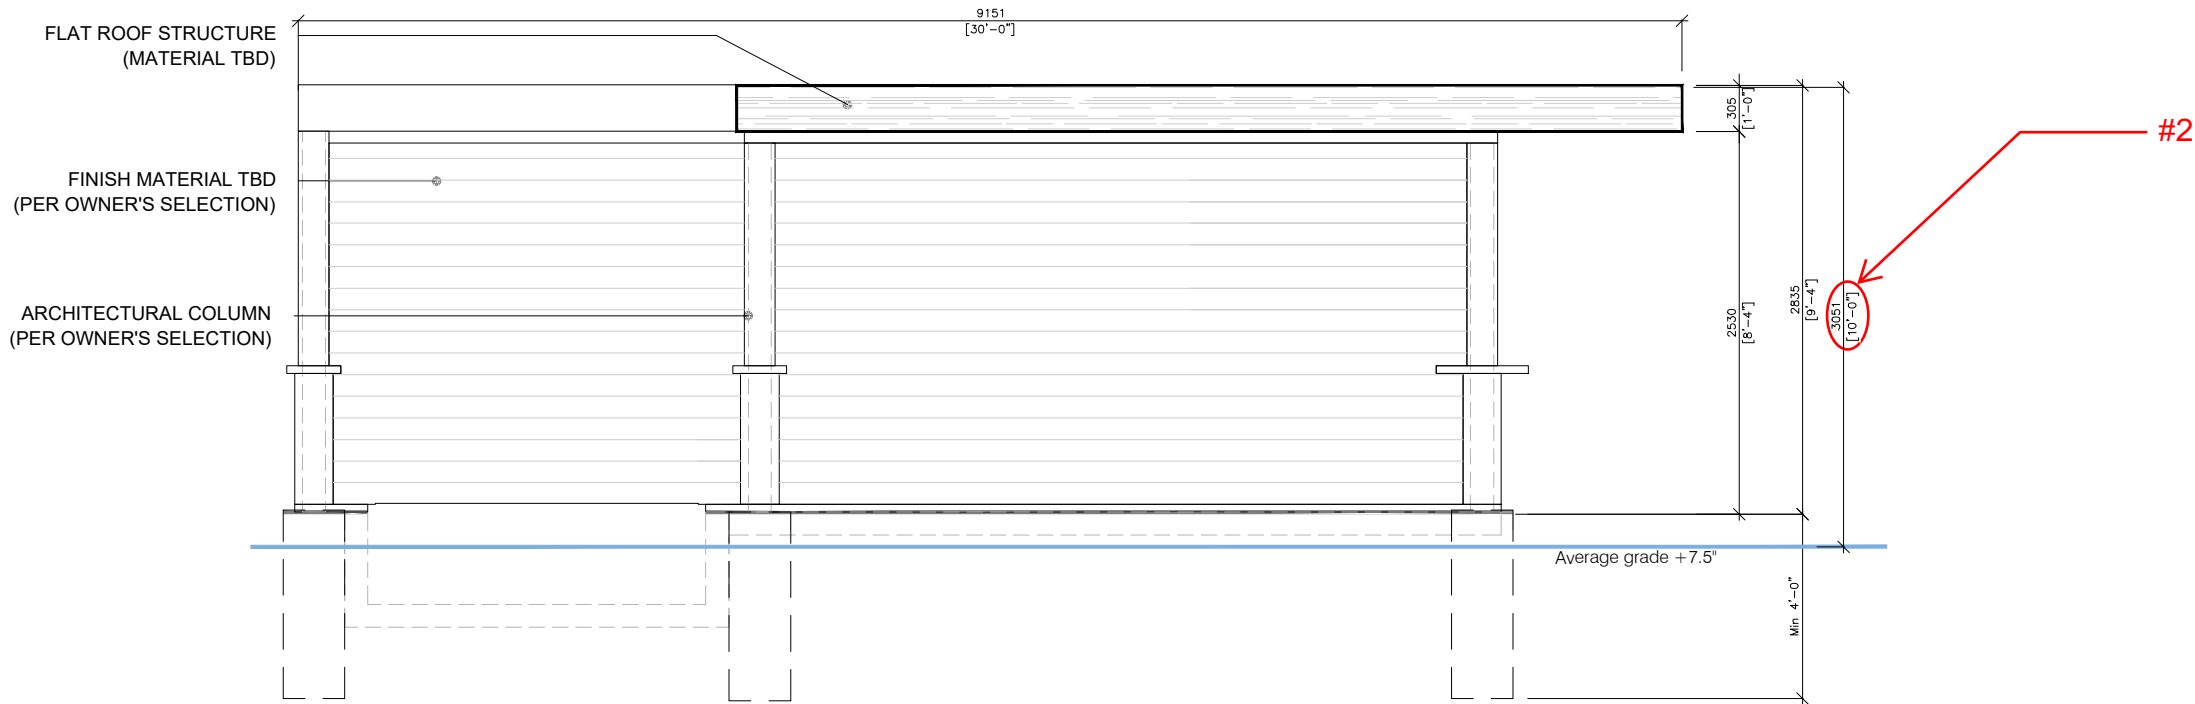 9151
[30'-0"]
FLAT ROOF STRUCTURE
(MATERIAL TBD)
305
[1'-0"]
#2
FINISH MATERIAL TBD
(PER OWNER'S SELECTION)
ARCHITECTURAL COLUMN
(PER OWNER'S SELECTION)
2530
[8'-4"]
2835
[9'-4"]
3051
[10'-0"]
Average grade +7.5"
Min 4'-0"